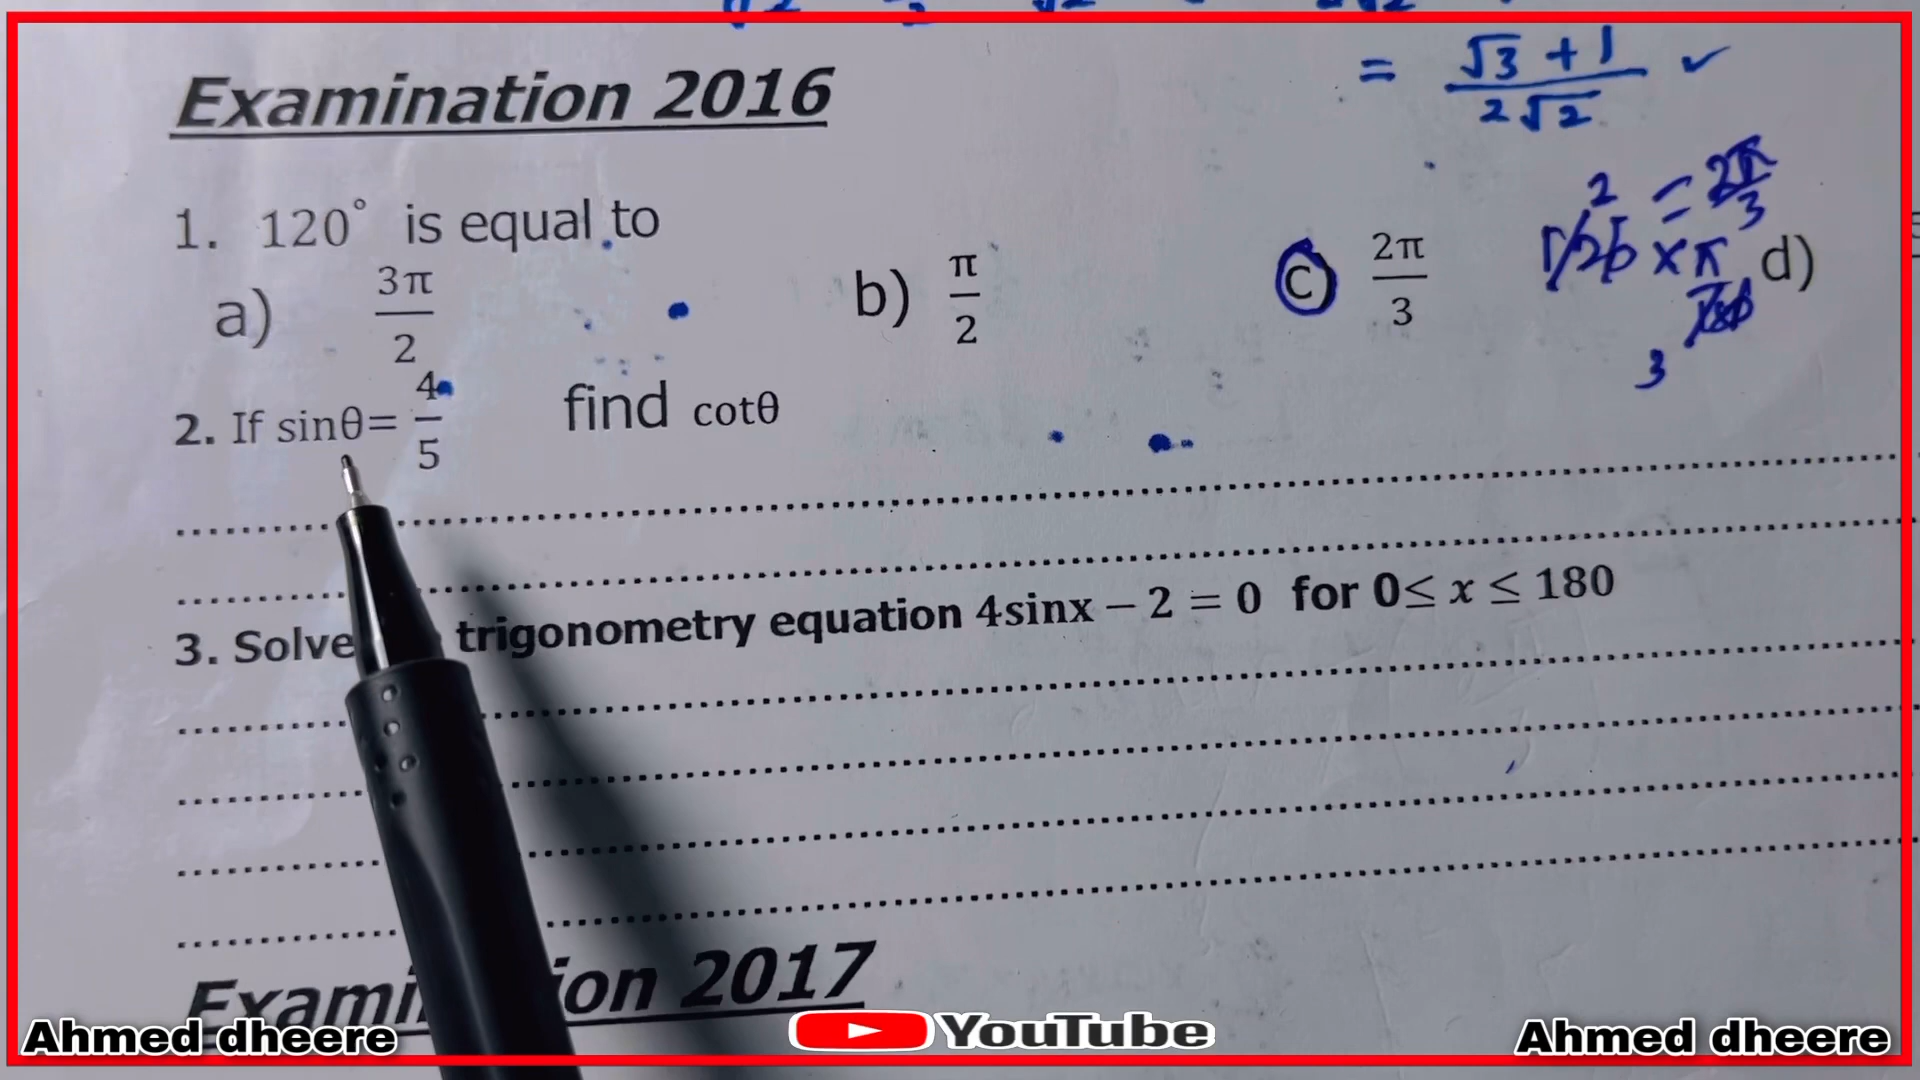 = √3 + 1 / 2√2 ✓
Examination 2016
1. 120° is equal to
a) 3π/2 b) π/2 c) 2π/3 d)
2 = 2π/3
120 × π/180
3
2. If sinθ= 4/5 find cotθ
3. Solve trigonometry equation 4sinx − 2 = 0 for 0≤ x ≤ 180
2017
Ahmed dheere
YouTube
Ahmed dheere